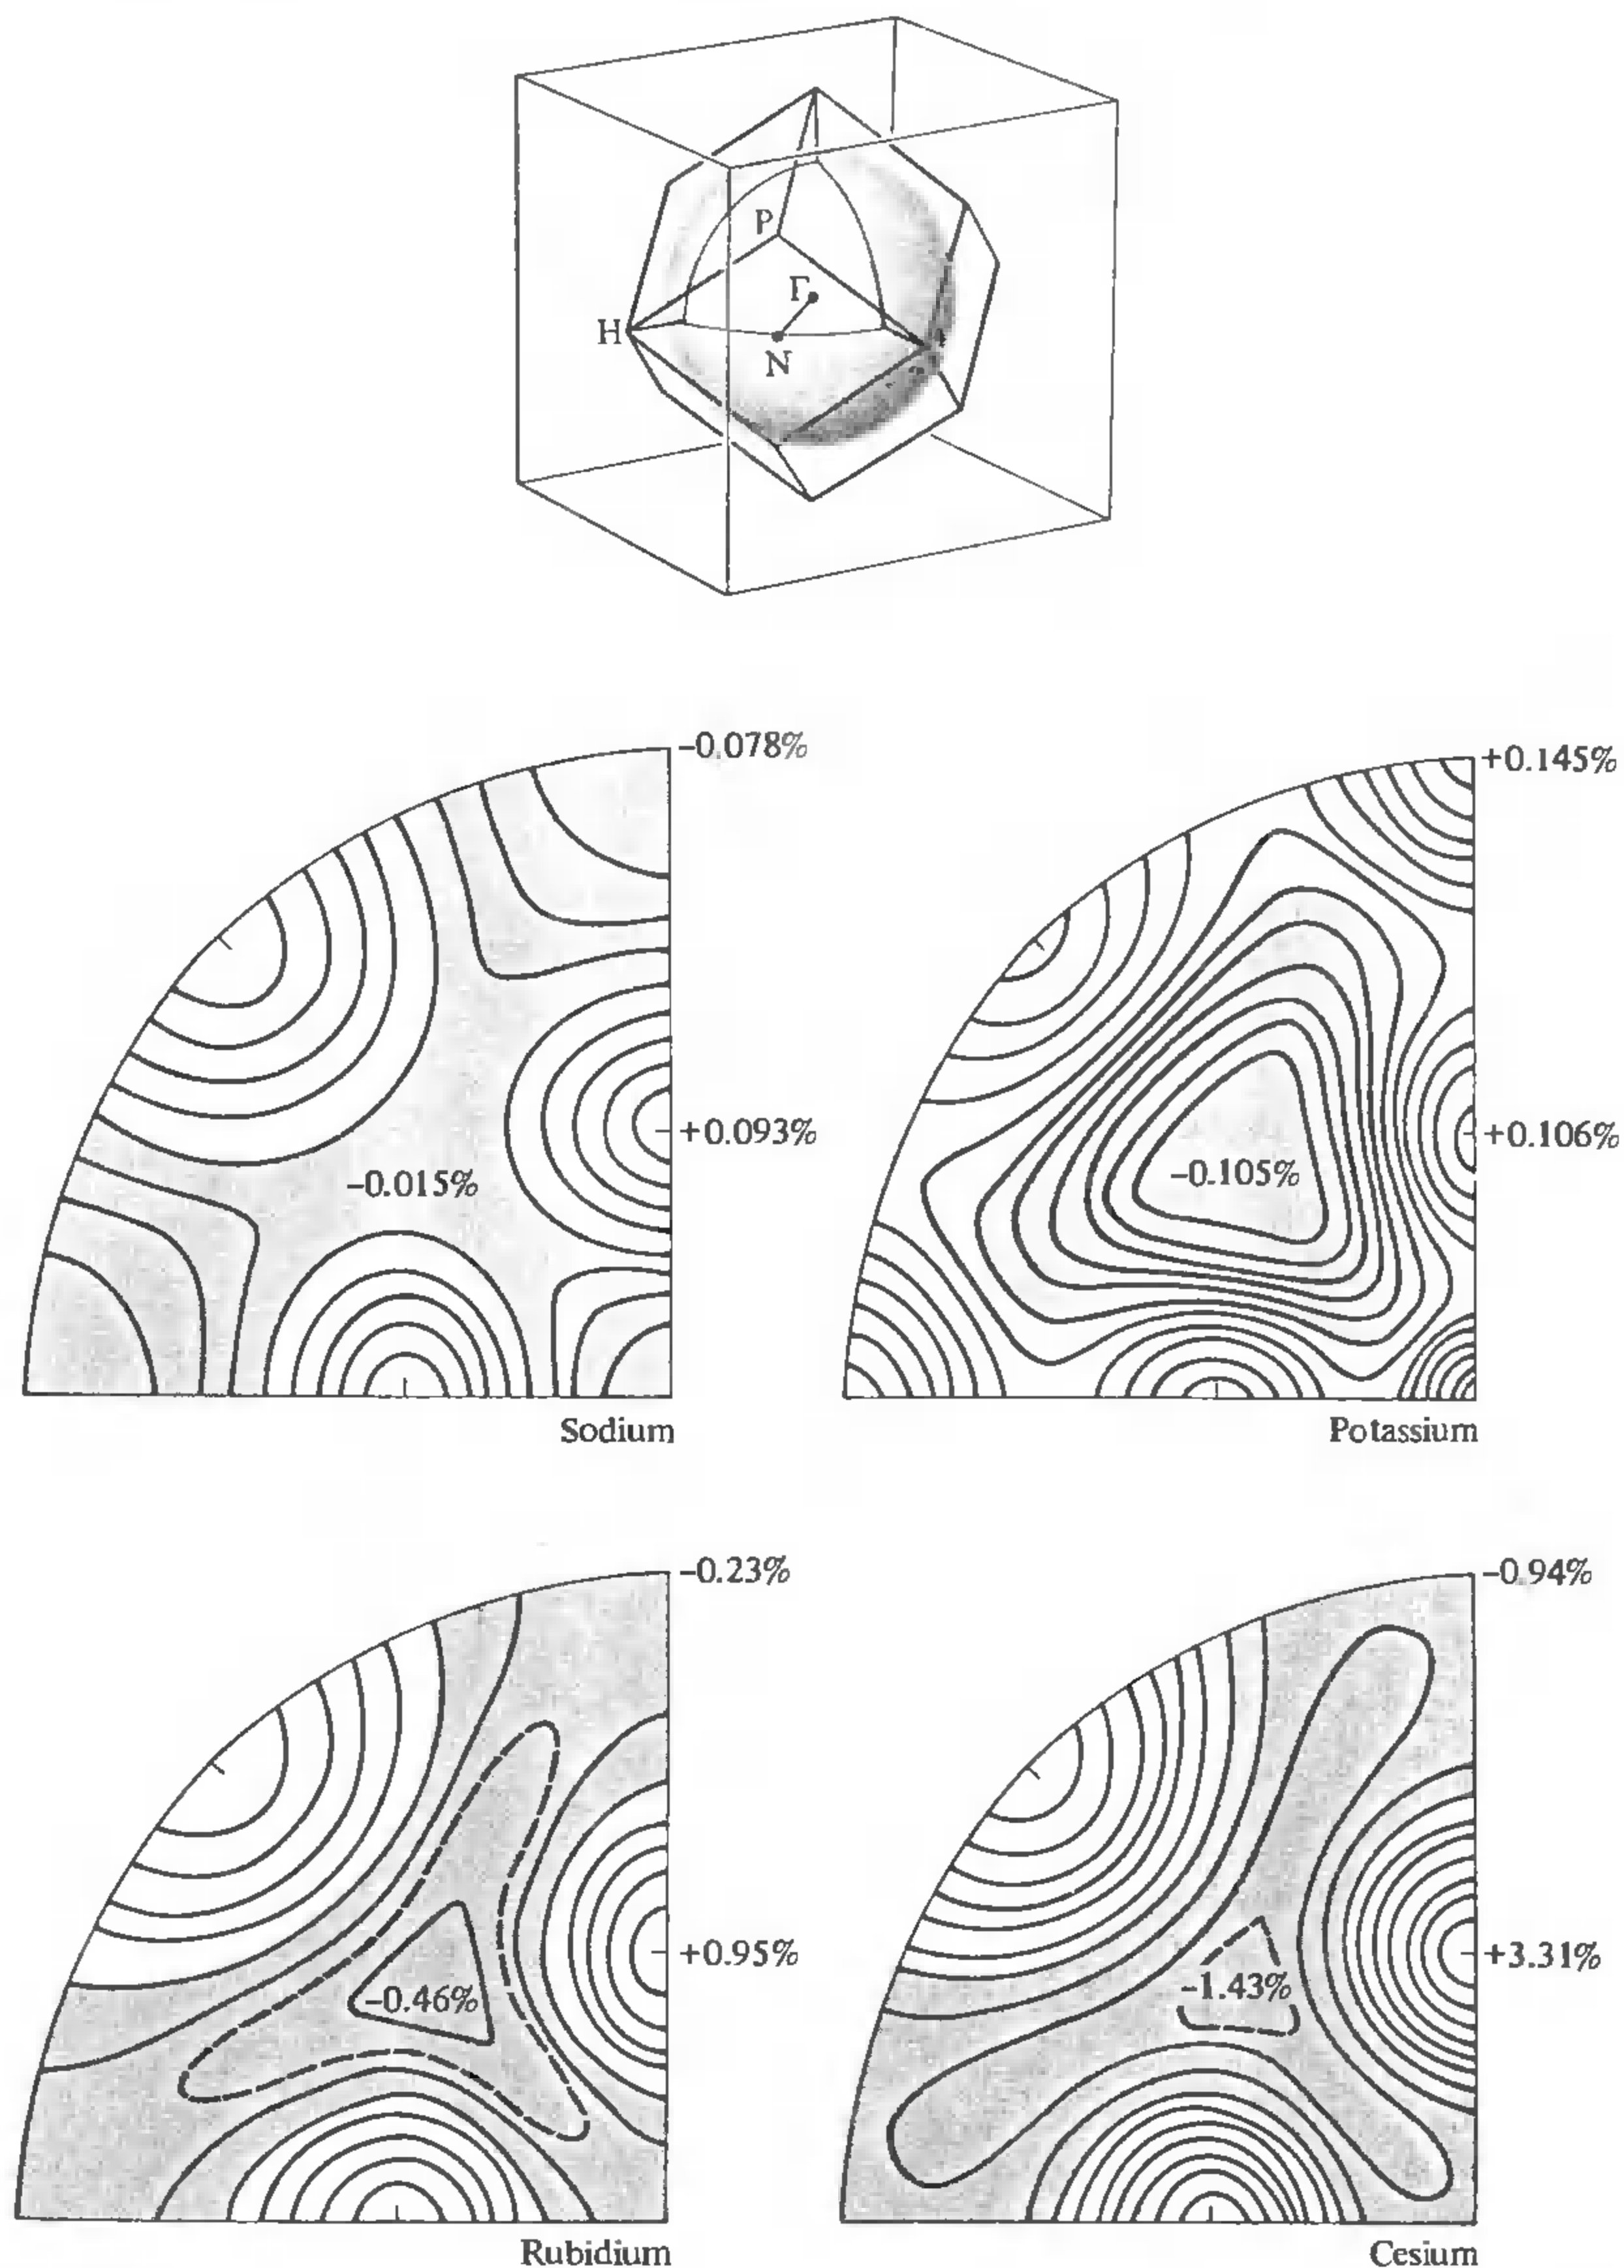 P
Γ
H
N
−0.078%
+0.093%
−0.015%
Sodium
+0.145%
+0.106%
−0.105%
Potassium
−0.23%
+0.95%
−0.46%
Rubidium
−0.94%
+3.31%
−1.43%
Cesium